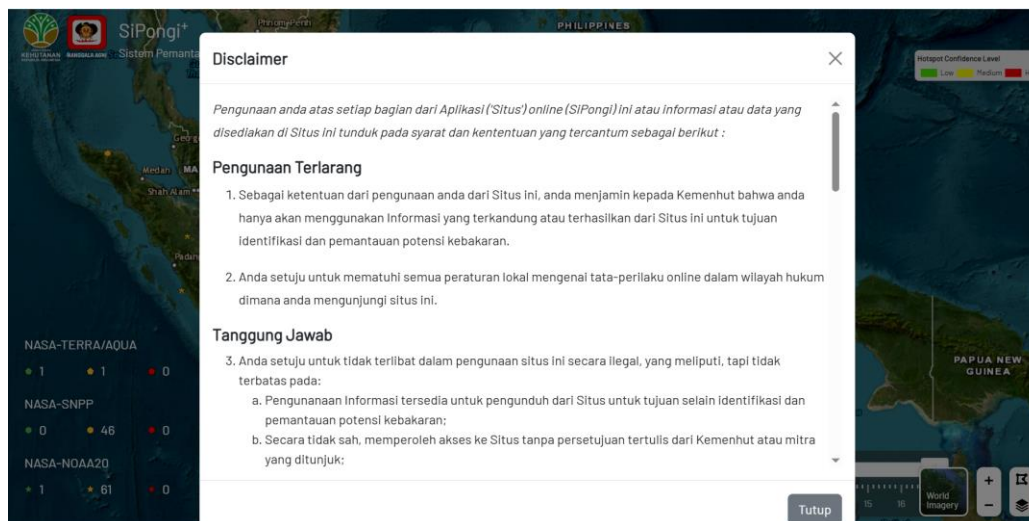 SiPongi+
Sistem Pemanta
KEHUTANAN
MANGGALA AGNI
PHILIPPINES
Hotspot Confidence Level
Low Medium H
Medan MA
Shah Alam
Padan
Disclaimer
Pengunaan anda atas setiap bagian dari Aplikasi ('Situs') online (SiPongi) ini atau informasi atau data yang
disediakan di Situs ini tunduk pada syarat dan kententuan yang tercantum sebagai berikut :
Pengunaan Terlarang
1. Sebagai ketentuan dari pengunaan anda dari Situs ini, anda menjamin kepada Kemenhut bahwa anda
hanya akan menggunakan Informasi yang terkandung atau terhasilkan dari Situs ini untuk tujuan
identifikasi dan pemantauan potensi kebakaran.
2. Anda setuju untuk mematuhi semua peraturan lokal mengenai tata-perilaku online dalam wilayah hukum
dimana anda mengunjungi situs ini.
Tanggung Jawab
3. Anda setuju untuk tidak terlibat dalam pengunaan situs ini secara ilegal, yang meliputi, tapi tidak
terbatas pada:
a. Pengunanaan Informasi tersedia untuk pengunduh dari Situs untuk tujuan selain identifikasi dan
pemantauan potensi kebakaran;
b. Secara tidak sah, memperoleh akses ke Situs tanpa persetujuan tertulis dari Kemenhut atau mitra
yang ditunjuk;
Tutup
NASA-TERRA/AQUA
1 1 0
NASA-SNPP
0 46 0
NASA-NOAA20
1 61 0
PAPUA NEW
GUINEA
15 16
World
Imagery
+
−